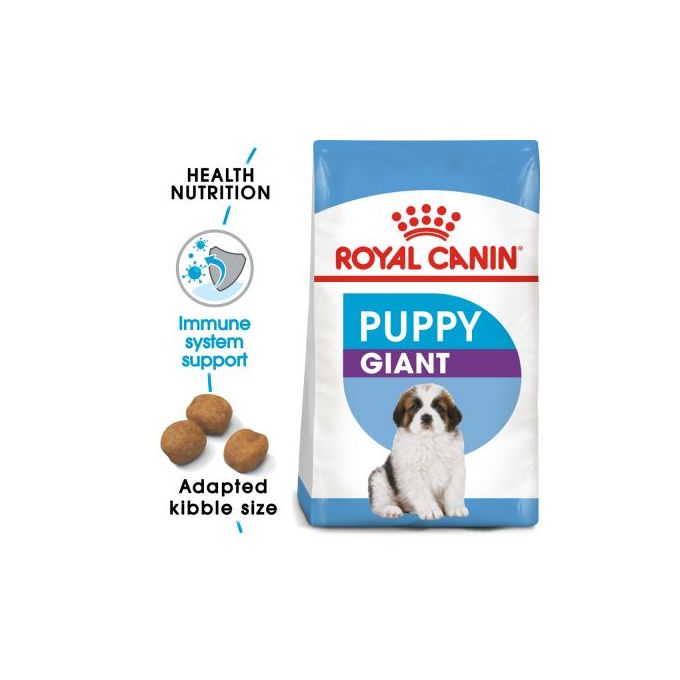 HEALTH
NUTRITION
Immune
system
support
Adapted
kibble size
ROYAL CANIN®
PUPPY
GIANT